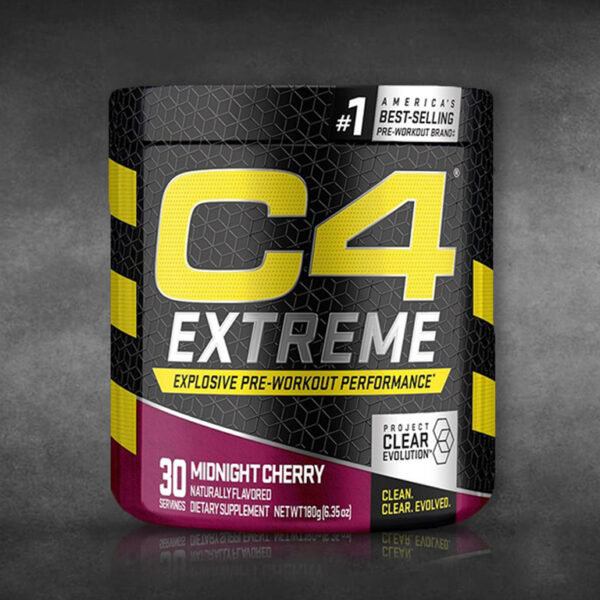 #1
AMERICA'S
BEST-SELLING
PRE-WORKOUT BRAND‡
C4®
EXTREME
EXPLOSIVE PRE-WORKOUT PERFORMANCE*
PROJECT
CLEAR
EVOLUTION™
30
SERVINGS
MIDNIGHT CHERRY
NATURALLY FLAVORED
DIETARY SUPPLEMENT NET WT 180g (6.35 oz)
CLEAN.
CLEAR. EVOLVED.